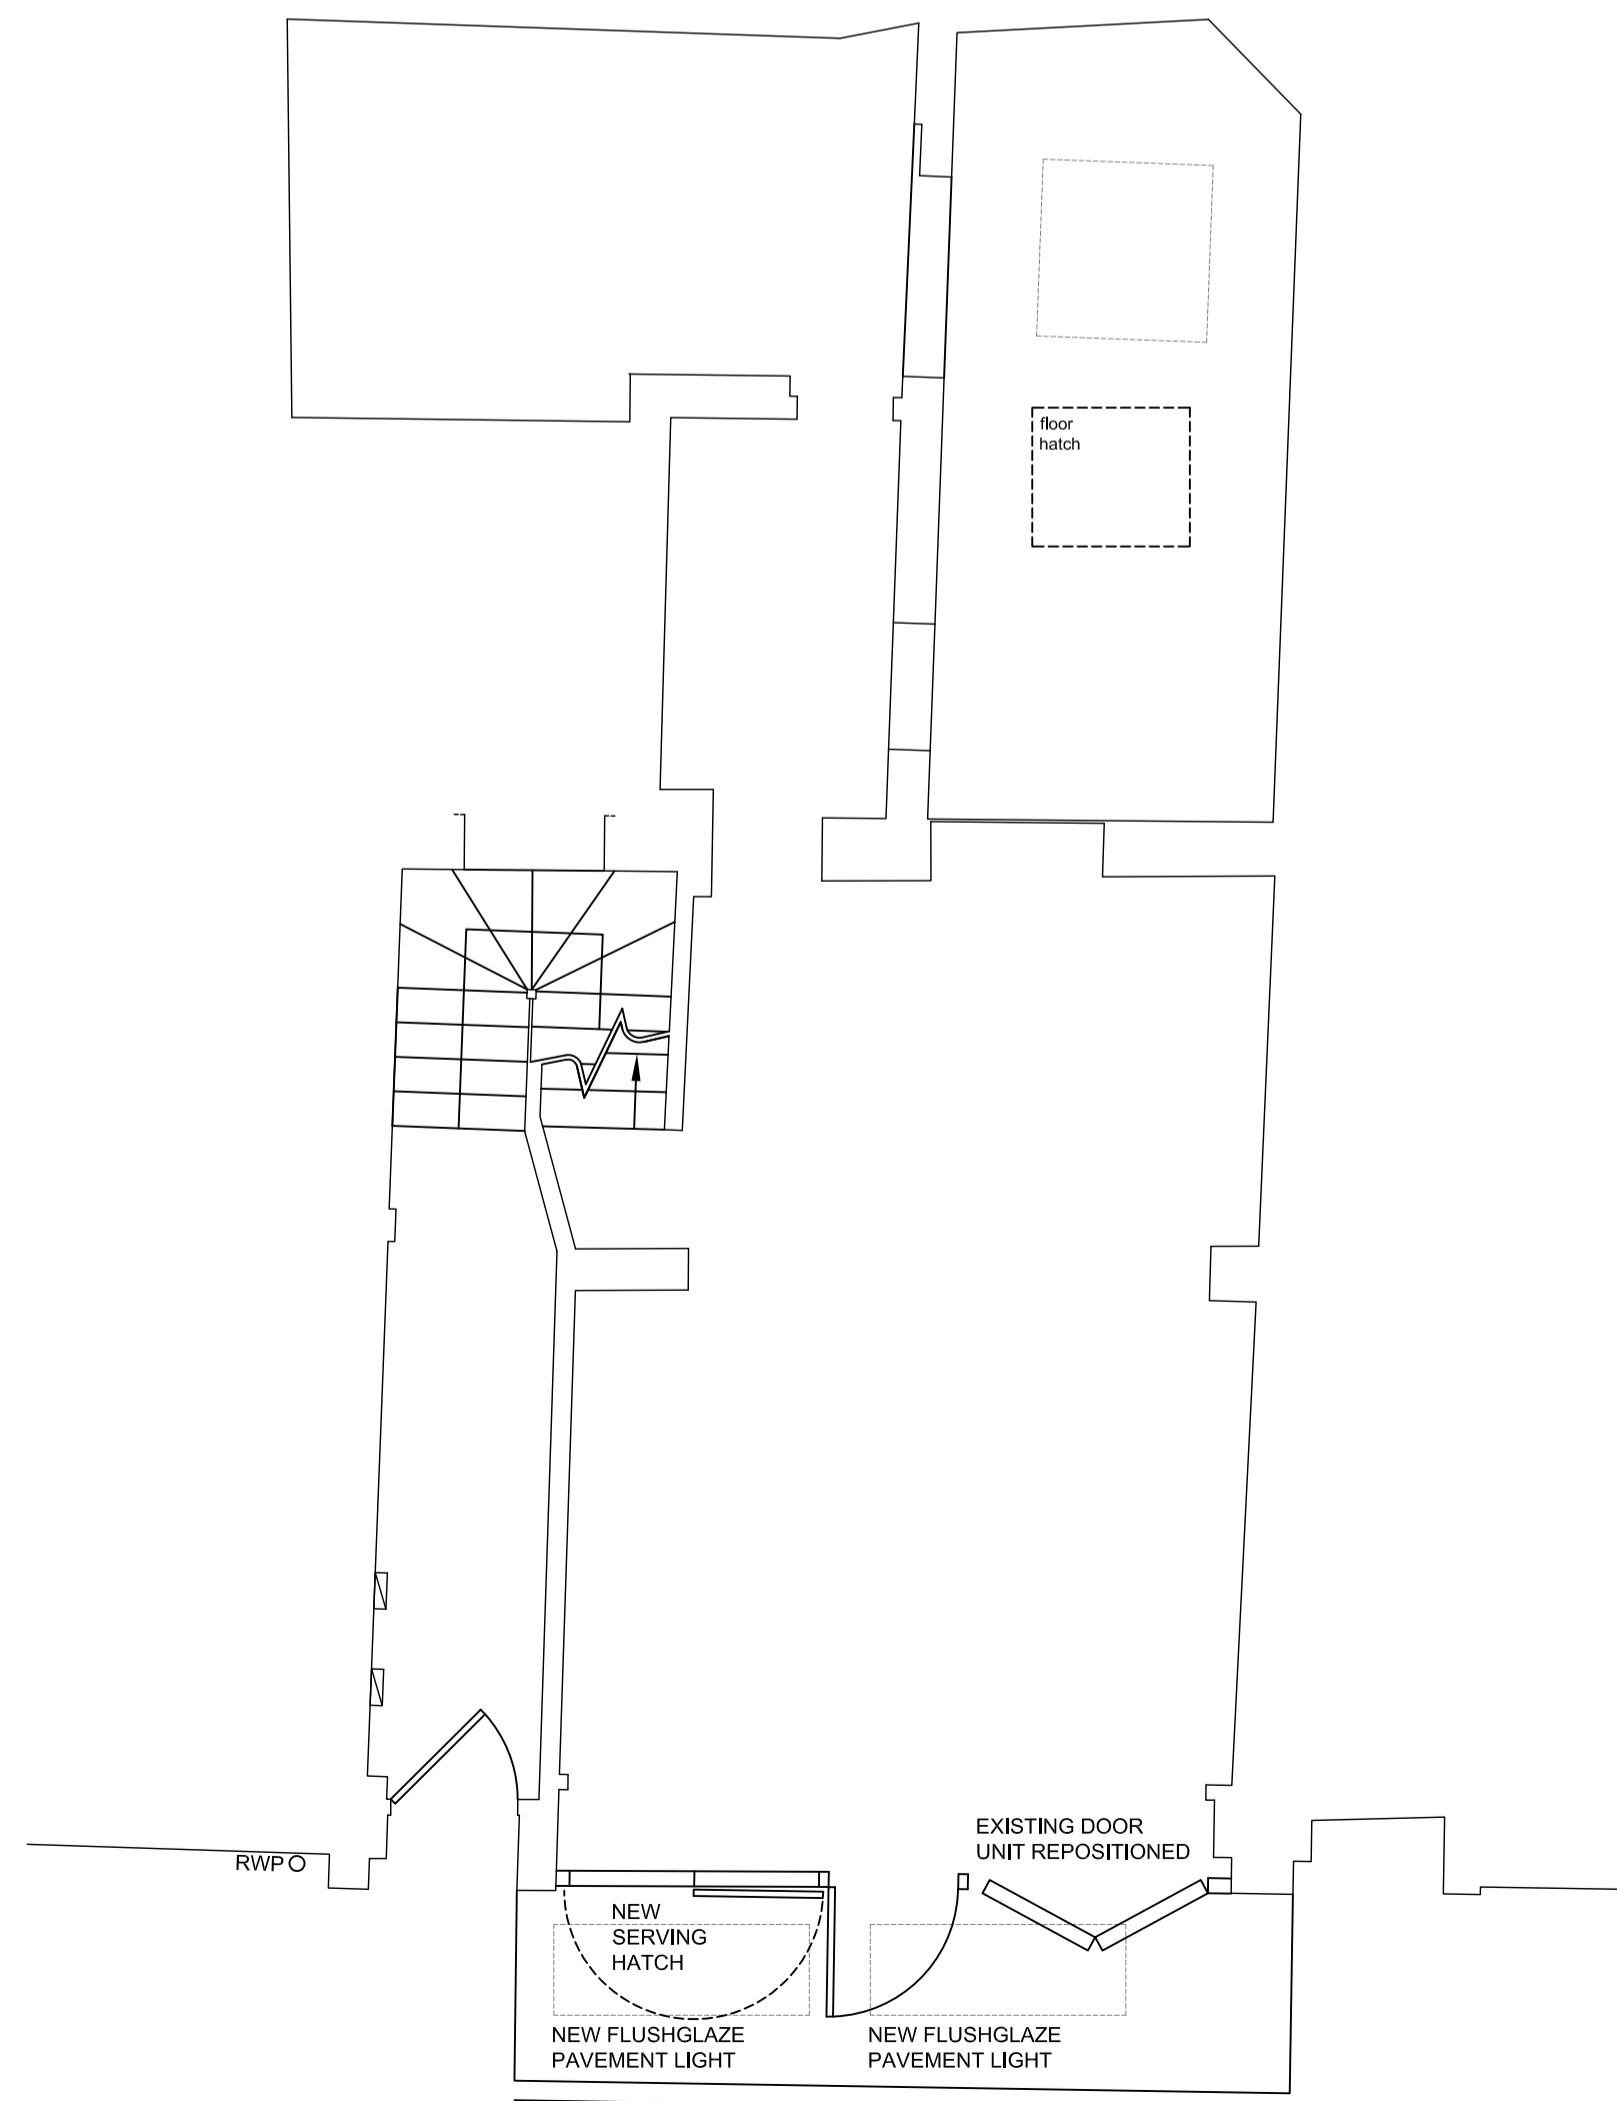 floor
hatch
EXISTING DOOR
UNIT REPOSITIONED
RWP
NEW
SERVING
HATCH
NEW FLUSHGLAZE
PAVEMENT LIGHT
NEW FLUSHGLAZE
PAVEMENT LIGHT